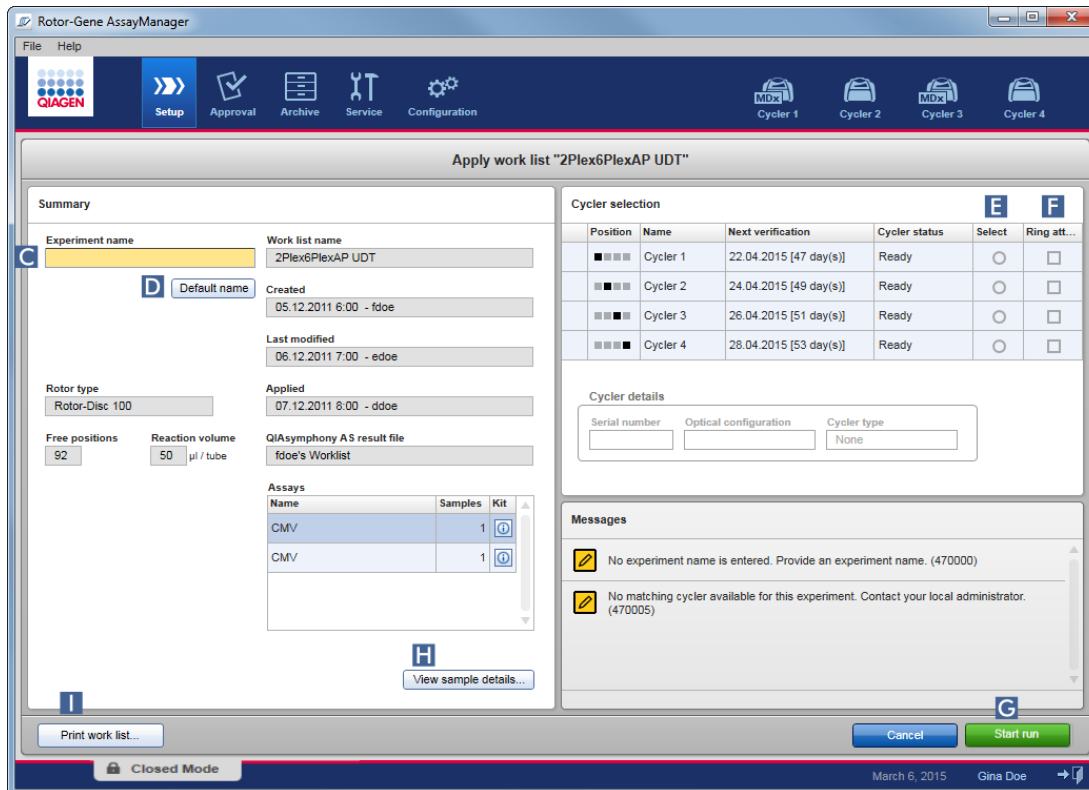 Rotor-Gene AssayManager
File Help
QIAGEN
Setup Approval Archive Service Configuration
MDx Cycler 1 Cycler 2 MDx Cycler 3 Cycler 4
Apply work list "2Plex6PlexAP UDT"
Summary
Experiment name Work list name
C 2Plex6PlexAP UDT
D Default name Created
05.12.2011 6:00 - fdoe
Last modified
06.12.2011 7:00 - edoe
Rotor type Applied
Rotor-Disc 100 07.12.2011 8:00 - ddoe
Free positions Reaction volume QIAsymphony AS result file
92 50 µl / tube fdoe's Worklist
Assays
Name Samples Kit
CMV 1
CMV 1
H
View sample details...
Cycler selection E F
Position Name Next verification Cycler status Select Ring att...
Cycler 1 22.04.2015 [47 day(s)] Ready
Cycler 2 24.04.2015 [49 day(s)] Ready
Cycler 3 26.04.2015 [51 day(s)] Ready
Cycler 4 28.04.2015 [53 day(s)] Ready
Cycler details
Serial number Optical configuration Cycler type
None
Messages
No experiment name is entered. Provide an experiment name. (470000)
No matching cycler available for this experiment. Contact your local administrator.
(470005)
I G
Print work list... Cancel Start run
Closed Mode
March 6, 2015 Gina Doe